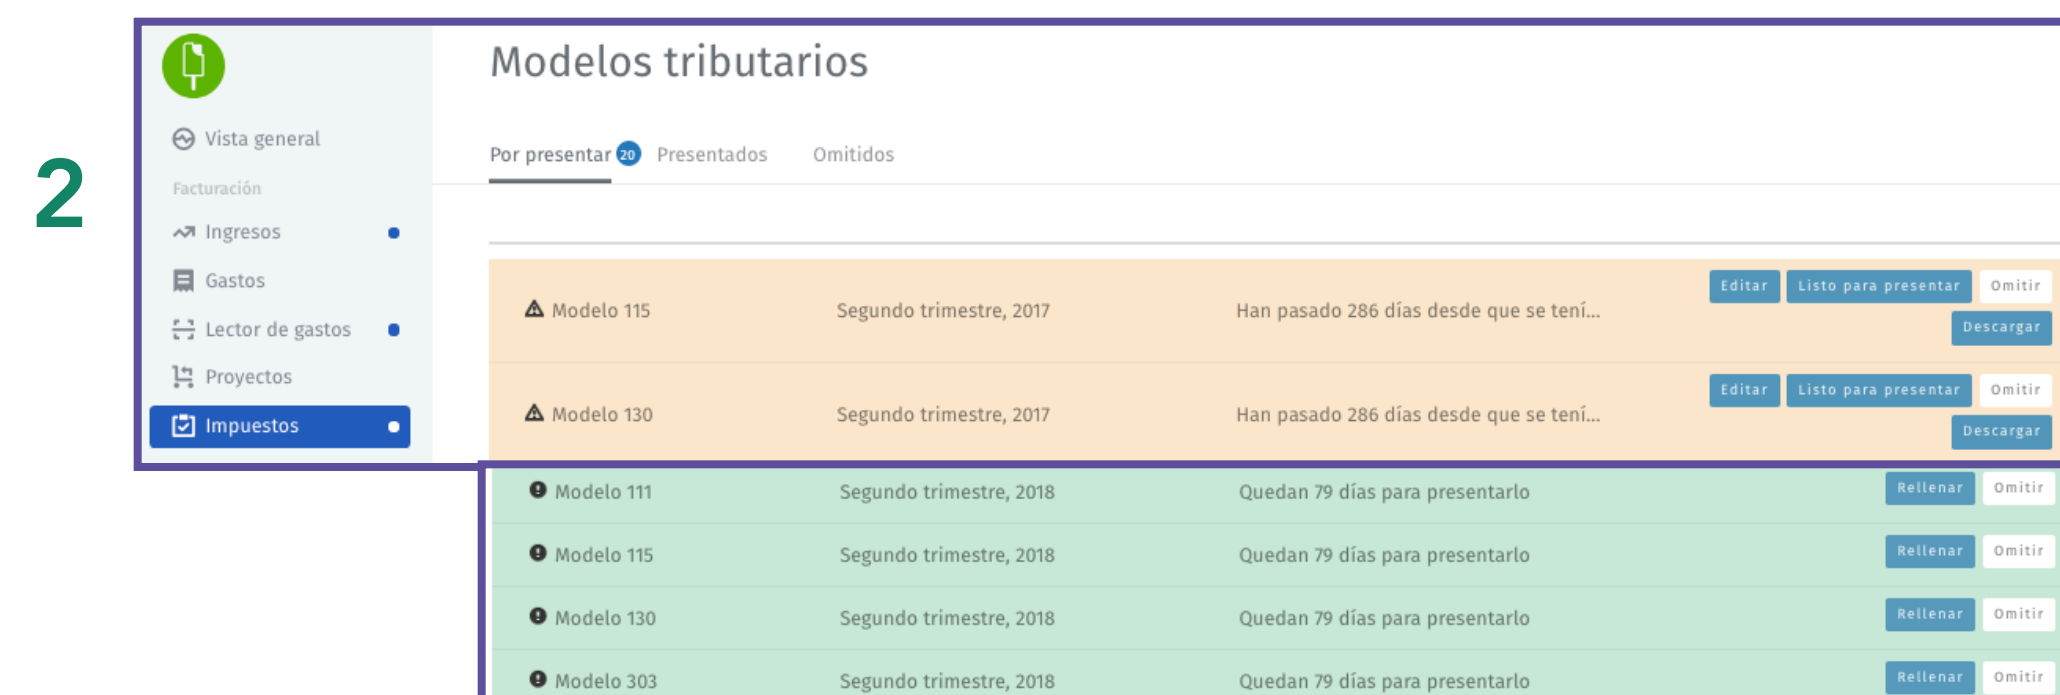 2
Modelos tributarios
Vista general
Facturación
Ingresos
Gastos
Lector de gastos
Proyectos
Impuestos
Por presentar 20 Presentados Omitidos
Modelo 115 Segundo trimestre, 2017 Han pasado 286 días desde que se tení... Editar Listo para presentar Omitir
Descargar
Modelo 130 Segundo trimestre, 2017 Han pasado 286 días desde que se tení... Editar Listo para presentar Omitir
Descargar
Modelo 111 Segundo trimestre, 2018 Quedan 79 días para presentarlo Rellenar Omitir
Modelo 115 Segundo trimestre, 2018 Quedan 79 días para presentarlo Rellenar Omitir
Modelo 130 Segundo trimestre, 2018 Quedan 79 días para presentarlo Rellenar Omitir
Modelo 303 Segundo trimestre, 2018 Quedan 79 días para presentarlo Rellenar Omitir